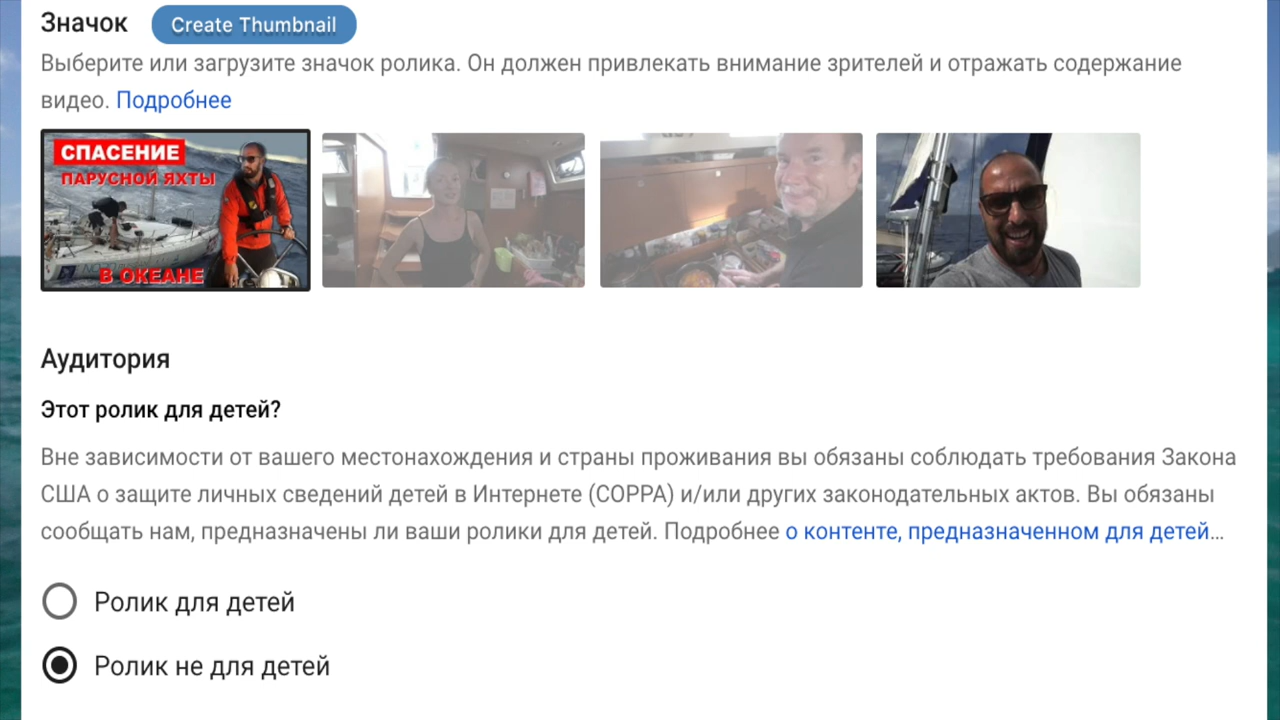 Значок
Create Thumbnail
Выберите или загрузите значок ролика. Он должен привлекать внимание зрителей и отражать содержание
видео. Подробнее
СПАСЕНИЕ
ПАРУСНОЙ ЯХТЫ
В ОКЕАНЕ
Аудитория
Этот ролик для детей?
Вне зависимости от вашего местонахождения и страны проживания вы обязаны соблюдать требования Закона
США о защите личных сведений детей в Интернете (COPPA) и/или других законодательных актов. Вы обязаны
сообщать нам, предназначены ли ваши ролики для детей. Подробнее о контенте, предназначенном для детей…
Ролик для детей
Ролик не для детей